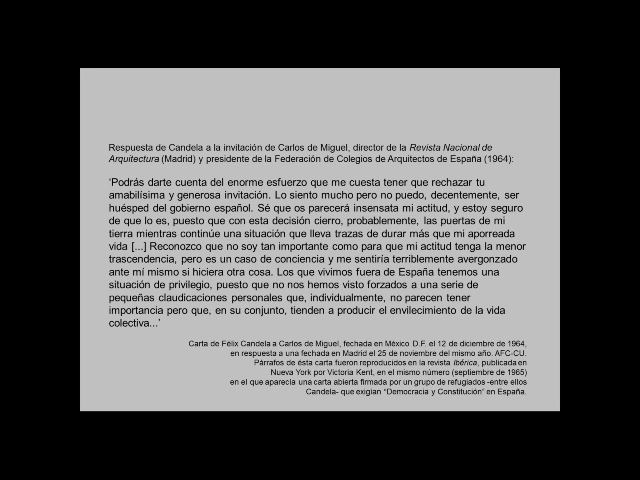 Respuesta de Candela a la invitación de Carlos de Miguel, director de la Revista Nacional de
Arquitectura (Madrid) y presidente de la Federación de Colegios de Arquitectos de España (1964):
‘Podrás darte cuenta del enorme esfuerzo que me cuesta tener que rechazar tu
amabilísima y generosa invitación. Lo siento mucho pero no puedo, decentemente, ser
huésped del gobierno español. Sé que os parecerá insensata mi actitud, y estoy seguro
de que lo es, puesto que con esta decisión cierro, probablemente, las puertas de mi
tierra mientras continúe una situación que lleva trazas de durar más que mi aporreada
vida [...] Reconozco que no soy tan importante como para que mi actitud tenga la menor
trascendencia, pero es un caso de conciencia y me sentiría terriblemente avergonzado
ante mí mismo si hiciera otra cosa. Los que vivimos fuera de España tenemos una
situación de privilegio, puesto que no nos hemos visto forzados a una serie de
pequeñas claudicaciones personales que, individualmente, no parecen tener
importancia pero que, en su conjunto, tienden a producir el envilecimiento de la vida
colectiva...’
Carta de Félix Candela a Carlos de Miguel, fechada en México D.F. el 12 de diciembre de 1964,
en respuesta a una fechada en Madrid el 25 de noviembre del mismo año. AFC-CU.
Párrafos de ésta carta fueron reproducidos en la revista Ibérica, publicada en
Nueva York por Victoria Kent, en el mismo número (septiembre de 1965)
en el que aparecía una carta abierta firmada por un grupo de refugiados -entre ellos
Candela- que exigían “Democracia y Constitución” en España.